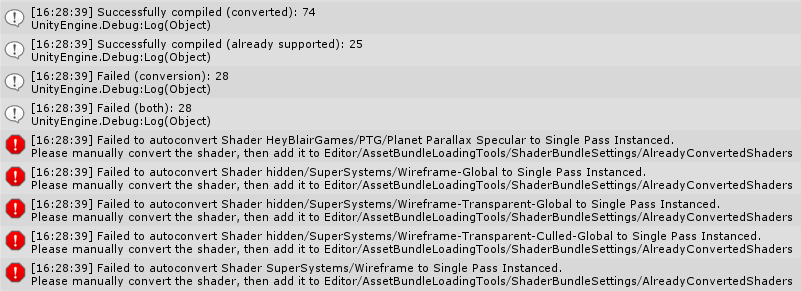 [16:28:39] Successfully compiled (converted): 74
UnityEngine.Debug:Log(Object)
[16:28:39] Successfully compiled (already supported): 25
UnityEngine.Debug:Log(Object)
[16:28:39] Failed (conversion): 28
UnityEngine.Debug:Log(Object)
[16:28:39] Failed (both): 28
UnityEngine.Debug:Log(Object)
[16:28:39] Failed to autoconvert Shader HeyBlairGames/PTG/Planet Parallax Specular to Single Pass Instanced.
Please manually convert the shader, then add it to Editor/AssetBundleLoadingTools/ShaderBundleSettings/AlreadyConvertedShaders
[16:28:39] Failed to autoconvert Shader hidden/SuperSystems/Wireframe-Global to Single Pass Instanced.
Please manually convert the shader, then add it to Editor/AssetBundleLoadingTools/ShaderBundleSettings/AlreadyConvertedShaders
[16:28:39] Failed to autoconvert Shader hidden/SuperSystems/Wireframe-Transparent-Global to Single Pass Instanced.
Please manually convert the shader, then add it to Editor/AssetBundleLoadingTools/ShaderBundleSettings/AlreadyConvertedShaders
[16:28:39] Failed to autoconvert Shader hidden/SuperSystems/Wireframe-Transparent-Culled-Global to Single Pass Instanced.
Please manually convert the shader, then add it to Editor/AssetBundleLoadingTools/ShaderBundleSettings/AlreadyConvertedShaders
[16:28:39] Failed to autoconvert Shader SuperSystems/Wireframe to Single Pass Instanced.
Please manually convert the shader, then add it to Editor/AssetBundleLoadingTools/ShaderBundleSettings/AlreadyConvertedShaders